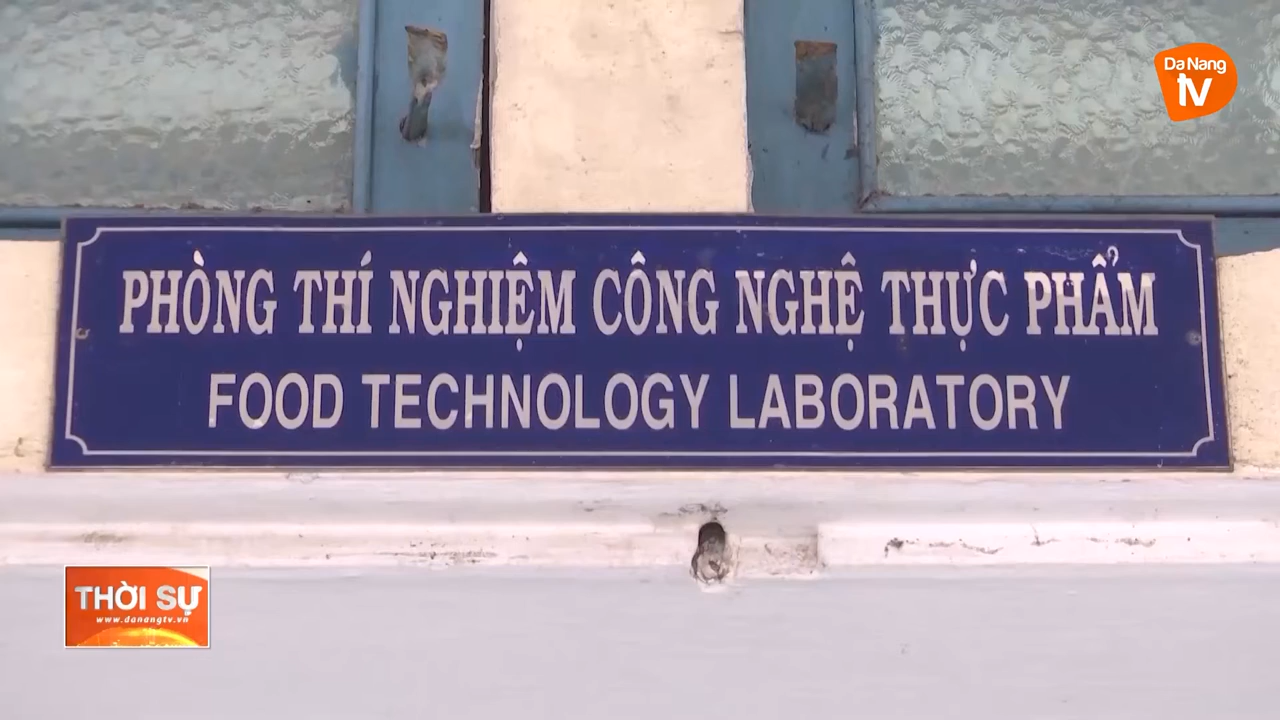 Da Nang
tv
PHÒNG THÍ NGHIỆM CÔNG NGHỆ THỰC PHẨM
FOOD TECHNOLOGY LABORATORY
THỜI SỰ
www.danangtv.vn